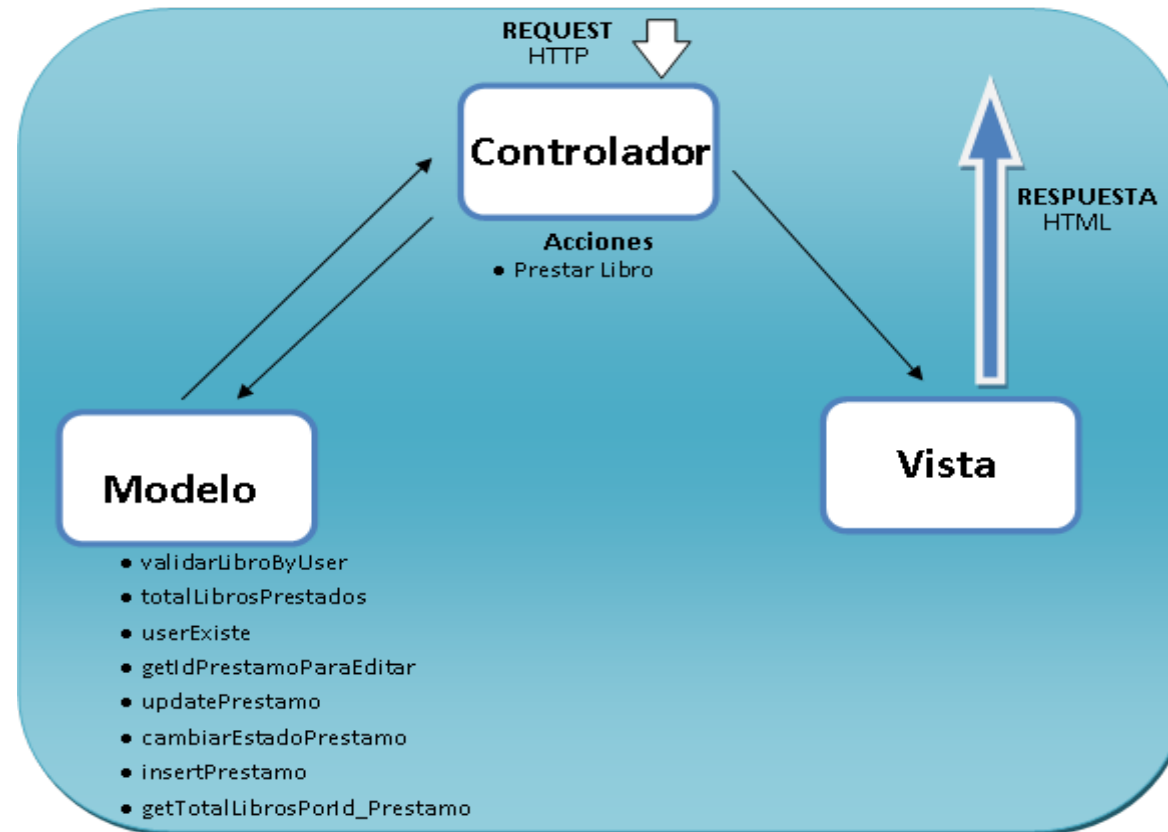 REQUEST
HTTP
Controlador
Acciones
● Prestar Libro
RESPUESTA
HTML
Modelo
Vista
● validarLibroByUser
● totalLibrosPrestados
● userExiste
● getIdPrestamoParaEditar
● updatePrestamo
● cambiarEstadoPrestamo
● insertPrestamo
● getTotalLibrosPorId_Prestamo